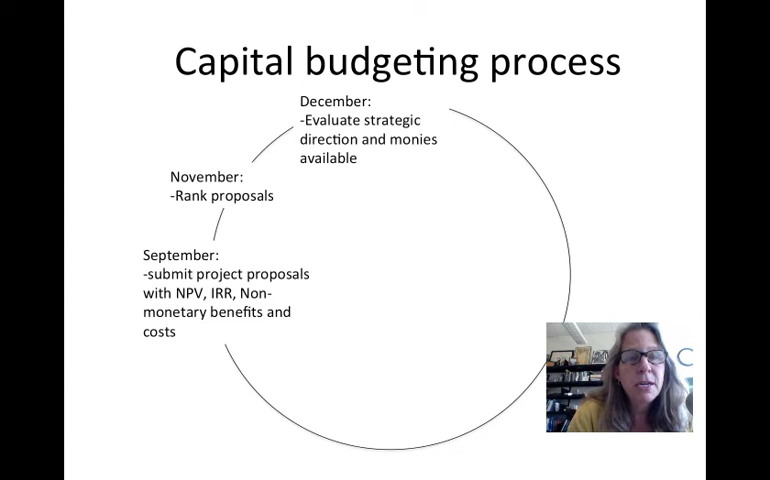 Capital budgeting process
December:
-Evaluate strategic
direction and monies
available
November:
-Rank proposals
September:
-submit project proposals
with NPV, IRR, Non-
monetary benefits and
costs
C